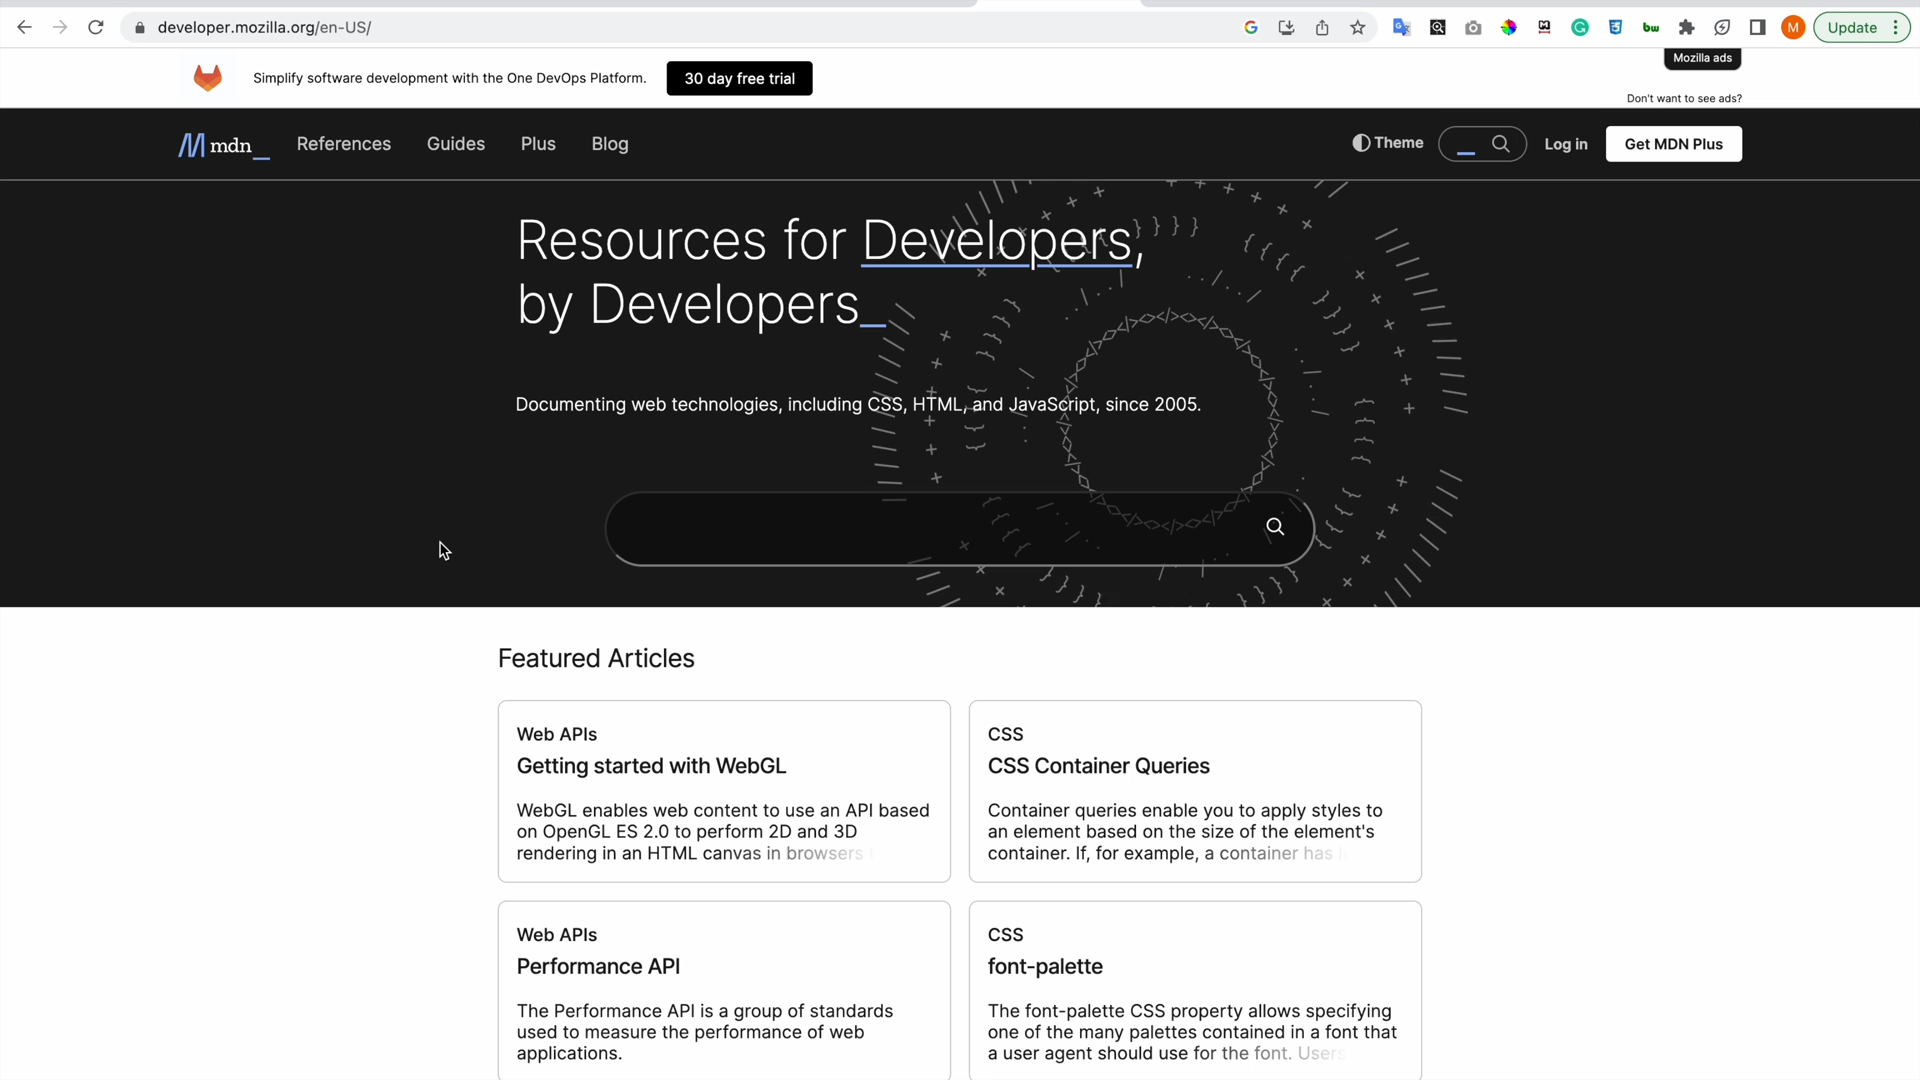 developer.mozilla.org/en-US/
M
Update
Mozilla ads
Simplify software development with the One DevOps Platform.
30 day free trial
Don't want to see ads?
mdn_
References
Guides
Plus
Blog
Theme
Log in
Get MDN Plus
Resources for Developers,
by Developers_
Documenting web technologies, including CSS, HTML, and JavaScript, since 2005.
Featured Articles
Web APIs
Getting started with WebGL
WebGL enables web content to use an API based
on OpenGL ES 2.0 to perform 2D and 3D
rendering in an HTML canvas in browsers
CSS
CSS Container Queries
Container queries enable you to apply styles to
an element based on the size of the element's
container. If, for example, a container has
Web APIs
Performance API
The Performance API is a group of standards
used to measure the performance of web
applications.
CSS
font-palette
The font-palette CSS property allows specifying
one of the many palettes contained in a font that
a user agent should use for the font. Users